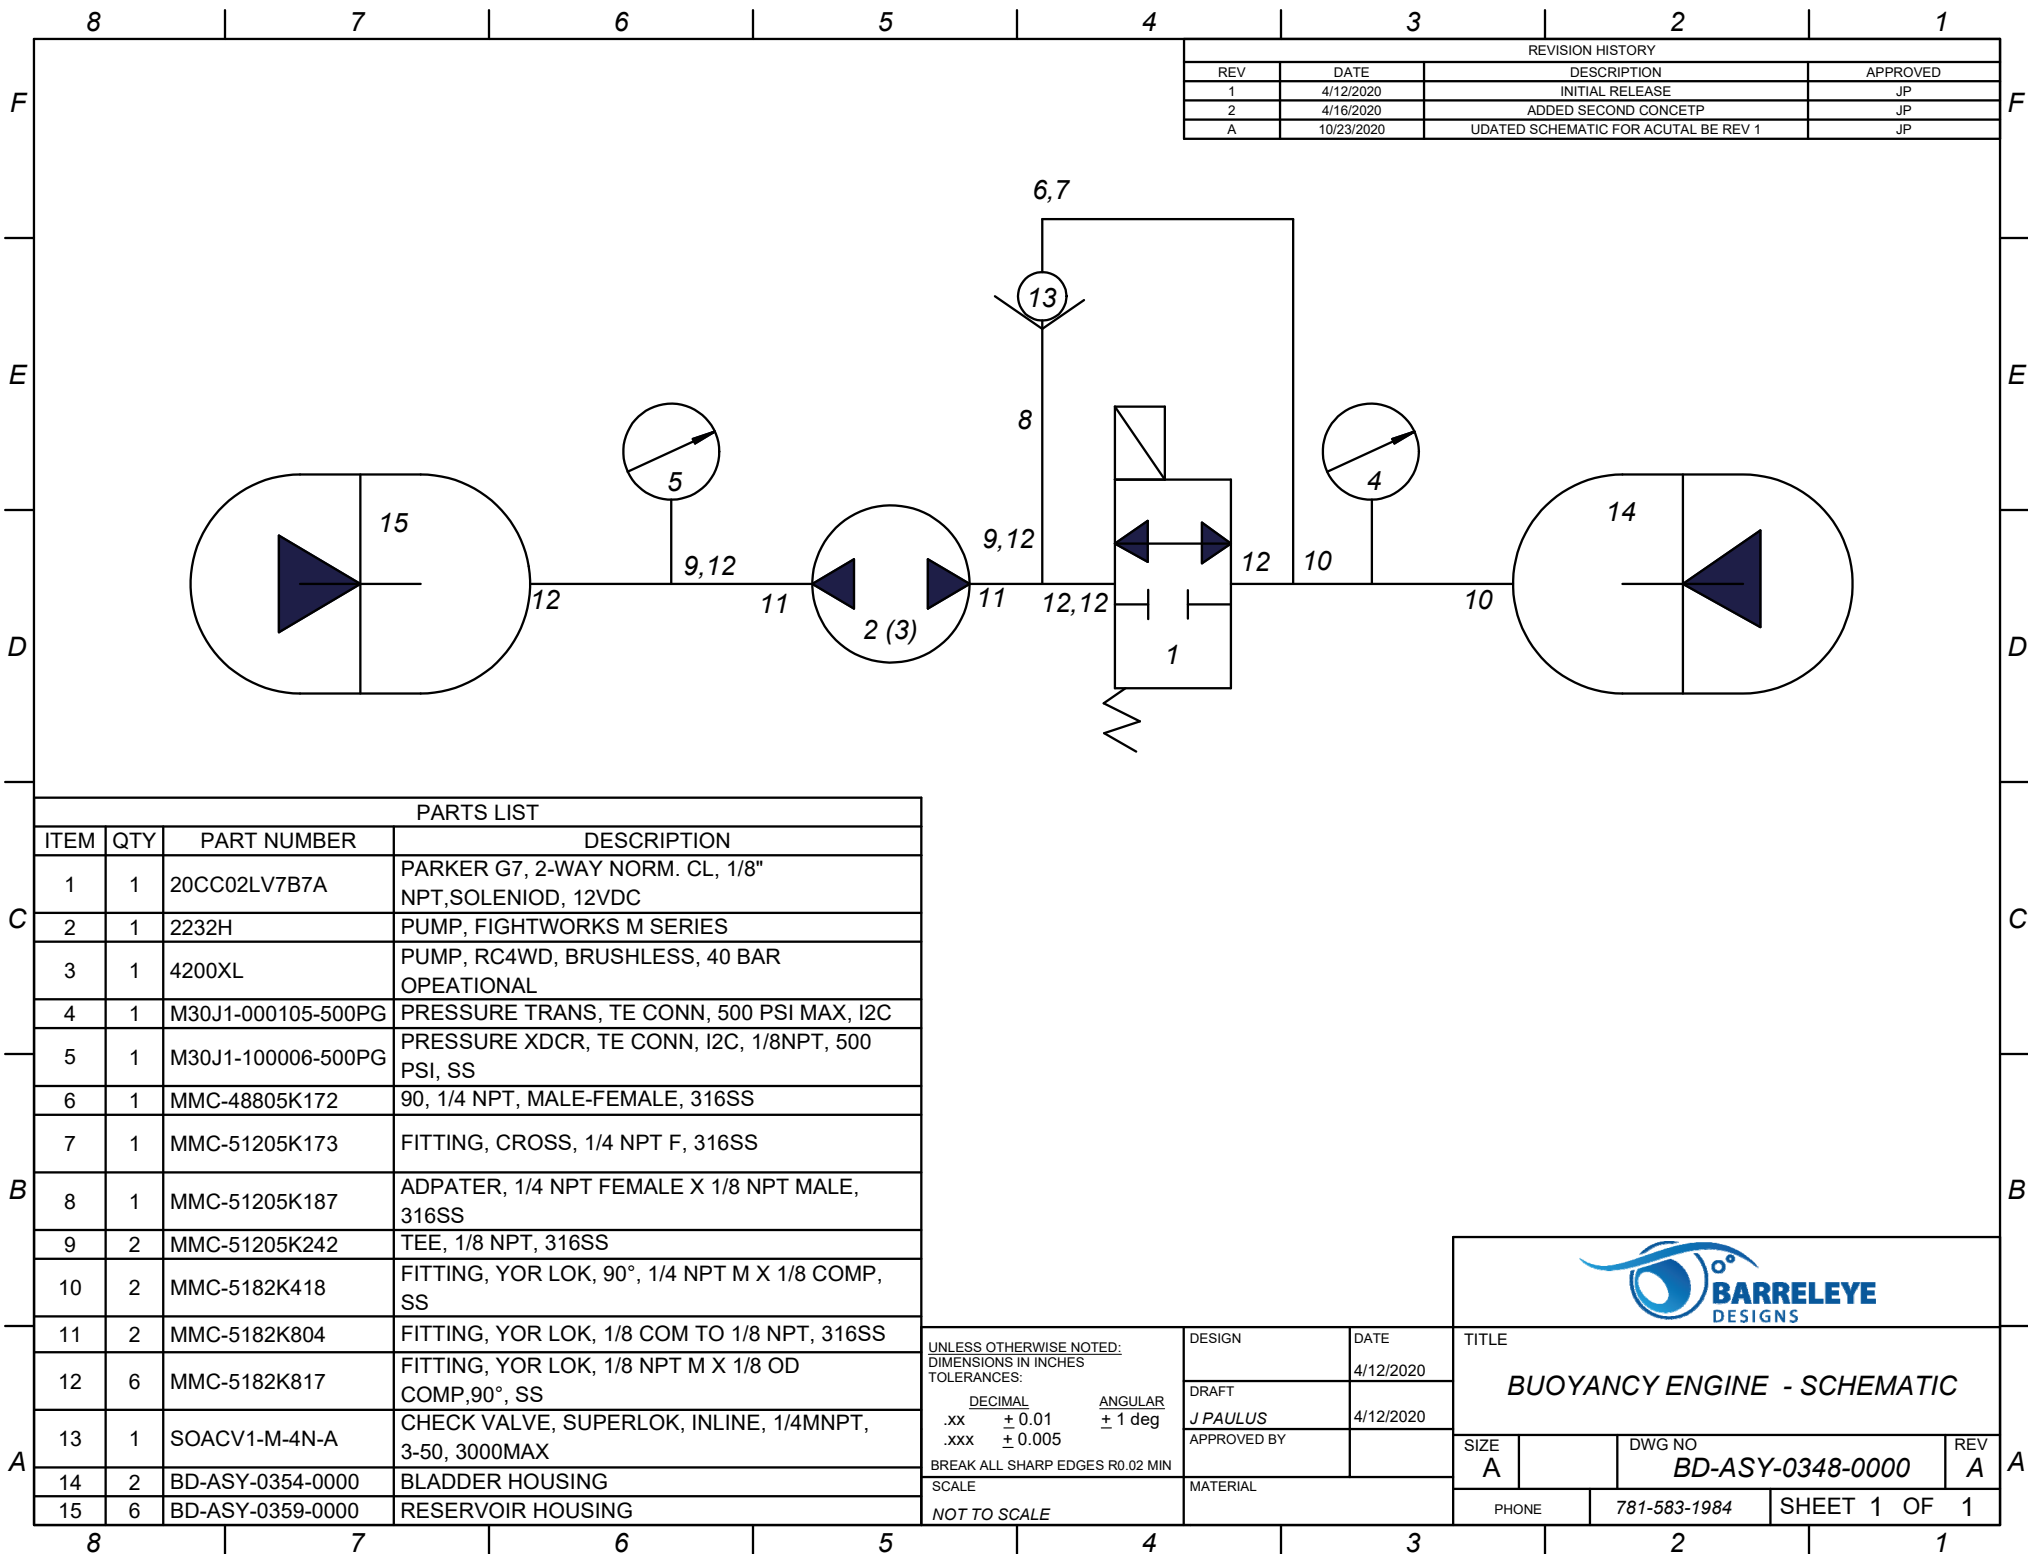 8 7 6 5 4 3 2 1
REVISION HISTORY
REV DATE DESCRIPTION APPROVED
1 4/12/2020 INITIAL RELEASE JP
2 4/16/2020 ADDED SECOND CONCETP JP
A 10/23/2020 UDATED SCHEMATIC FOR ACUTAL BE REV 1 JP
F F
6,7
13
E E
8
5 4
15 14
9,12 9,12 12 10
12 11 11 12,12 10
2 (3)
1
D D
PARTS LIST
ITEM QTY PART NUMBER DESCRIPTION
1 1 20CC02LV7B7A PARKER G7, 2-WAY NORM. CL, 1/8"
NPT,SOLENIOD, 12VDC
C C
2 1 2232H PUMP, FIGHTWORKS M SERIES
3 1 4200XL PUMP, RC4WD, BRUSHLESS, 40 BAR
OPEATIONAL
4 1 M30J1-000105-500PG PRESSURE TRANS, TE CONN, 500 PSI MAX, I2C
5 1 M30J1-100006-500PG PRESSURE XDCR, TE CONN, I2C, 1/8NPT, 500
PSI, SS
6 1 MMC-48805K172 90, 1/4 NPT, MALE-FEMALE, 316SS
7 1 MMC-51205K173 FITTING, CROSS, 1/4 NPT F, 316SS
B B
8 1 MMC-51205K187 ADPATER, 1/4 NPT FEMALE X 1/8 NPT MALE,
316SS
9 2 MMC-51205K242 TEE, 1/8 NPT, 316SS
10 2 MMC-5182K418 FITTING, YOR LOK, 90°, 1/4 NPT M X 1/8 COMP,
SS
11 2 MMC-5182K804 FITTING, YOR LOK, 1/8 COM TO 1/8 NPT, 316SS
12 6 MMC-5182K817 FITTING, YOR LOK, 1/8 NPT M X 1/8 OD
COMP,90°, SS
13 1 SOACV1-M-4N-A CHECK VALVE, SUPERLOK, INLINE, 1/4MNPT,
3-50, 3000MAX
A A
14 2 BD-ASY-0354-0000 BLADDER HOUSING
15 6 BD-ASY-0359-0000 RESERVOIR HOUSING
UNLESS OTHERWISE NOTED:
DIMENSIONS IN INCHES
TOLERANCES:
DECIMAL ANGULAR
.xx ± 0.01 ± 1 deg
.xxx ± 0.005
BREAK ALL SHARP EDGES R0.02 MIN
SCALE
NOT TO SCALE
DESIGN DATE
4/12/2020
DRAFT
J PAULUS 4/12/2020
APPROVED BY
MATERIAL
BARRELEYE
DESIGNS
TITLE
BUOYANCY ENGINE - SCHEMATIC
SIZE DWG NO REV
A BD-ASY-0348-0000 A
PHONE 781-583-1984 SHEET 1 OF 1
8 7 6 5 4 3 2 1